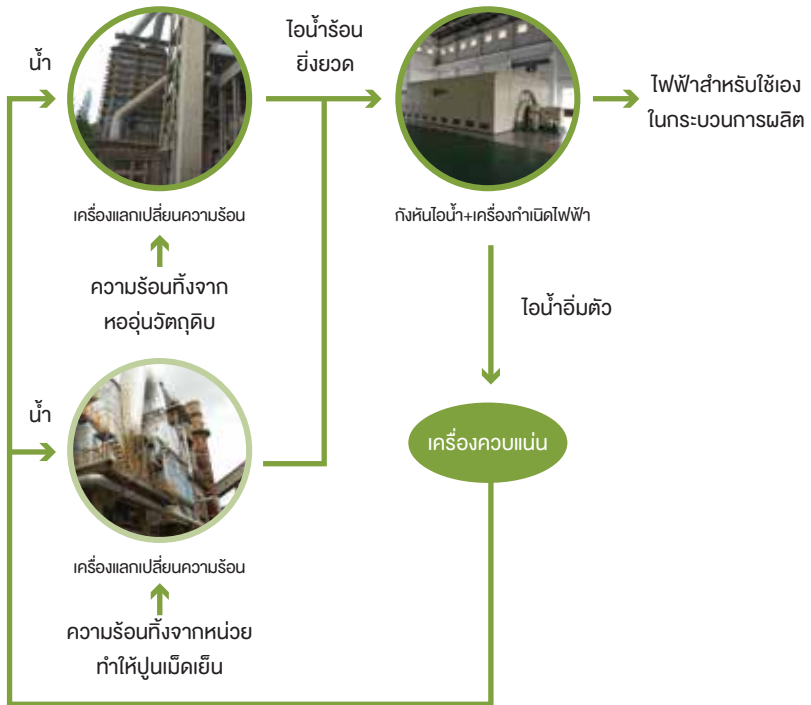 น้ำ
ไอน้ำร้อน
ยิ่งยวด
ไฟฟ้าสำหรับใช้เอง
ในกระบวนการผลิต
เครื่องแลกเปลี่ยนความร้อน
กังหันไอน้ำ+เครื่องกำเนิดไฟฟ้า
ความร้อนทิ้งจาก
หออุ่นวัตถุดิบ
ไอน้ำอิ่มตัว
น้ำ
เครื่องควบแน่น
เครื่องแลกเปลี่ยนความร้อน
ความร้อนทิ้งจากหน่วย
ทำให้ปูนเม็ดเย็น